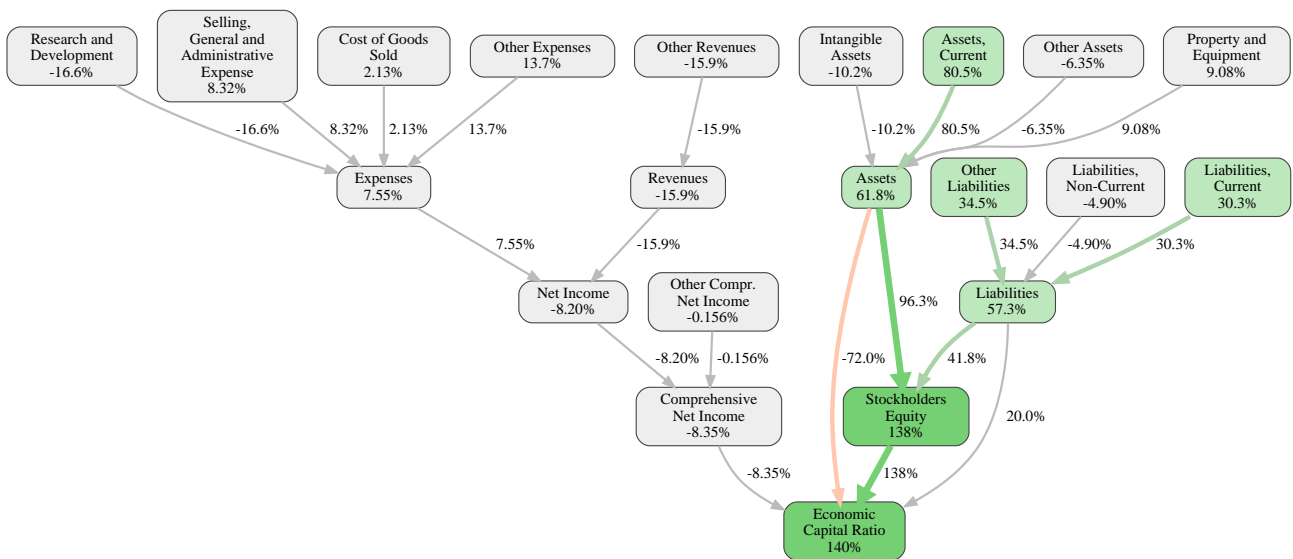 Research and
Development
-16.6%
Selling,
General and
Administrative
Expense
8.32%
Cost of Goods
Sold
2.13%
Other Expenses
13.7%
Other Revenues
-15.9%
Intangible
Assets
-10.2%
Assets,
Current
80.5%
Other Assets
-6.35%
Property and
Equipment
9.08%
-16.6%
8.32%
2.13%
13.7%
-15.9%
-10.2%
80.5%
-6.35%
9.08%
Expenses
7.55%
Revenues
-15.9%
Assets
61.8%
Other
Liabilities
34.5%
Liabilities,
Non-Current
-4.90%
Liabilities,
Current
30.3%
7.55%
-15.9%
34.5%
-4.90%
30.3%
Net Income
-8.20%
Other Compr.
Net Income
-0.156%
96.3%
Liabilities
57.3%
-8.20%
-0.156%
-72.0%
41.8%
Comprehensive
Net Income
-8.35%
Stockholders
Equity
138%
20.0%
-8.35%
138%
Economic
Capital Ratio
140%